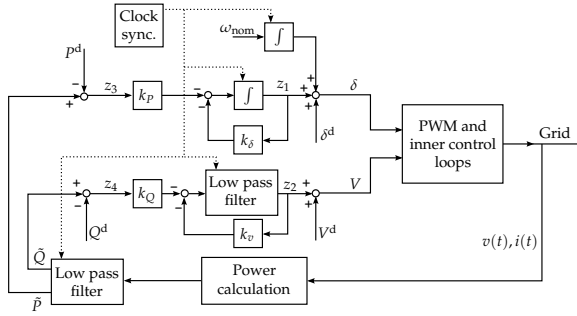 Clock
sync.
ω_nom
∫
P^d
z_3
k_P
∫
z_1
δ
k_δ
δ^d
PWM and
inner control
loops
Grid
z_4
k_Q
Low pass
filter
z_2
V
k_v
Q^d
V^d
v(t), i(t)
Q̃
Low pass
filter
Power
calculation
P̃